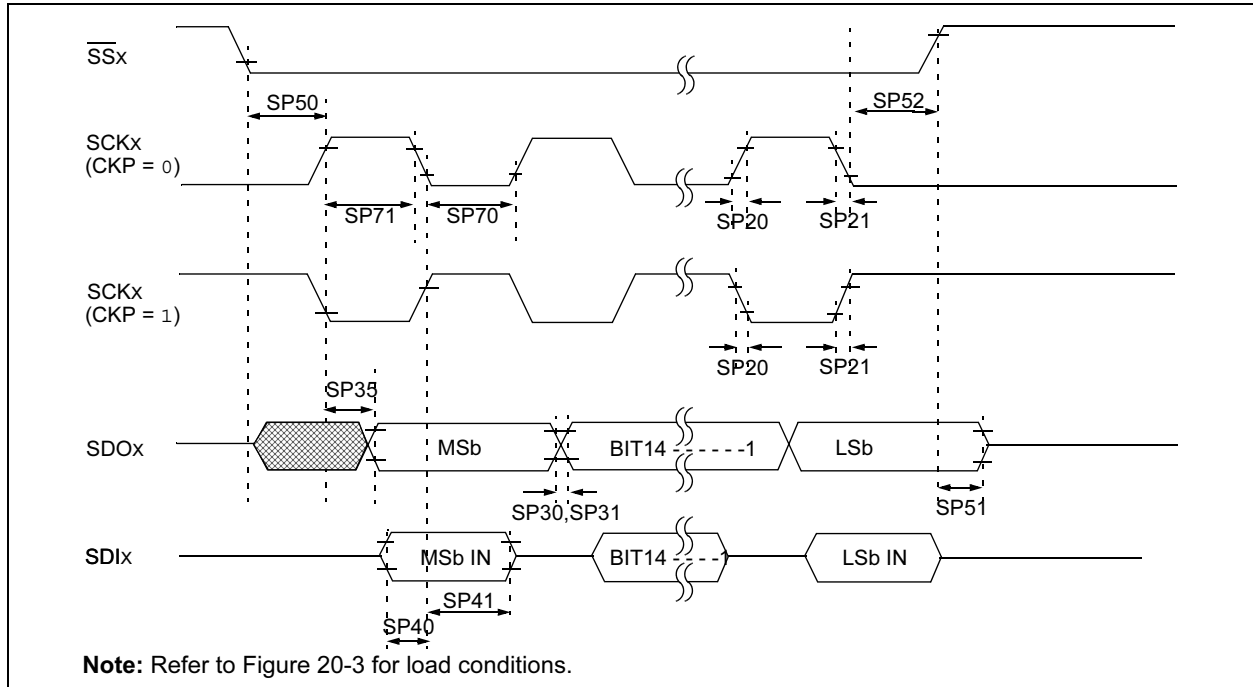 SSx
SP50
SP52
SCKx
(CKP = 0)
SP71
SP70
SP20
SP21
SCKx
(CKP = 1)
SP20
SP21
SP35
SDOx
MSb
BIT14 - - - - - -1
LSb
SP30,SP31
SP51
SDIx
MSb IN
BIT14 - - - - -1
LSb IN
SP41
SP40
Note: Refer to Figure 20-3 for load conditions.